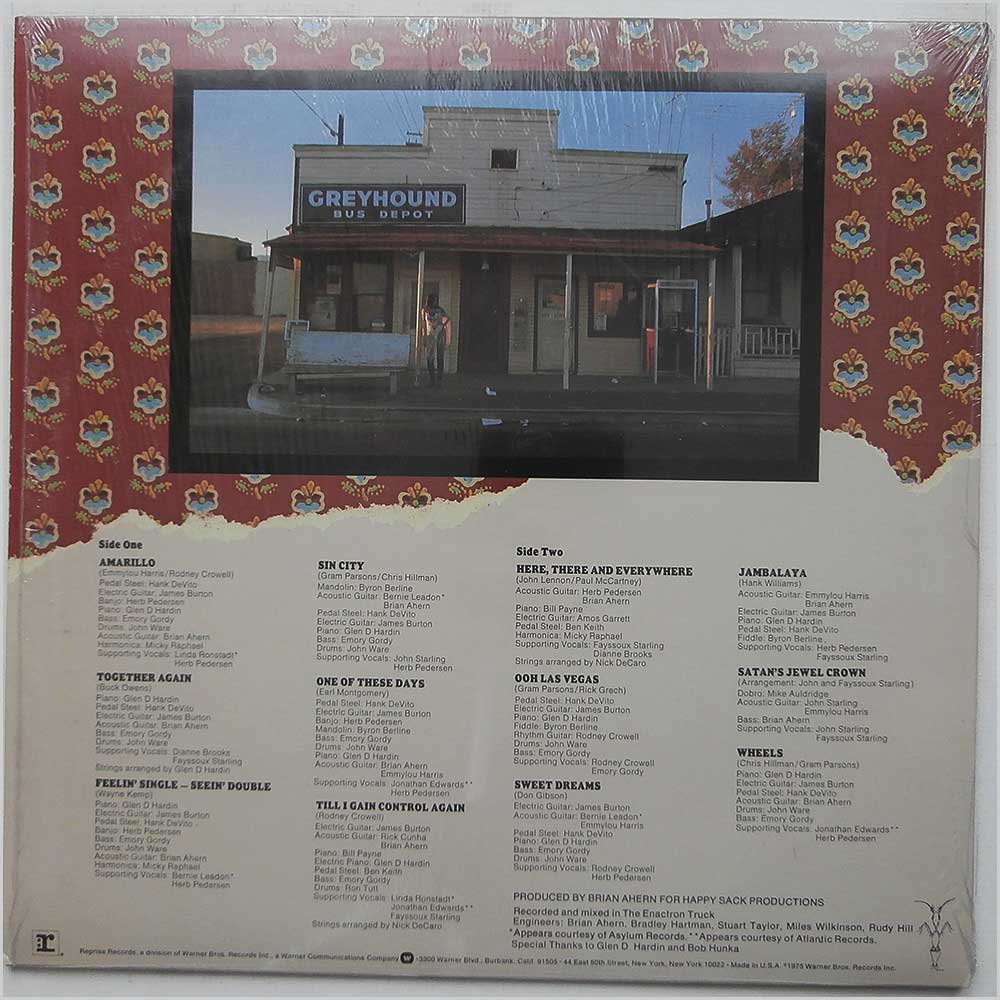 GREYHOUND
BUS DEPOT
Side One
AMARILLO
(Emmylou Harris/Rodney Crowell)
Pedal Steel: Hank DeVito
Electric Guitar: James Burton
Banjo: Herb Pedersen
Piano: Glen D Hardin
Bass: Emory Gordy
Drums: John Ware
Acoustic Guitar: Brian Ahern
Harmonica: Micky Raphael
Supporting Vocals: Linda Ronstadt*
Herb Pedersen
TOGETHER AGAIN
(Buck Owens)
Piano: Glen D Hardin
Pedal Steel: Hank DeVito
Electric Guitar: James Burton
Acoustic Guitar: Brian Ahern
Bass: Emory Gordy
Drums: John Ware
Supporting Vocals: Dianne Brooks
Fayssoux Starling
Strings arranged by Glen D Hardin
FEELIN' SINGLE – SEEIN' DOUBLE
(Wayne Kemp)
Piano: Glen D Hardin
Electric Guitar: James Burton
Pedal Steel: Hank DeVito
Banjo: Herb Pedersen
Bass: Emory Gordy
Drums: John Ware
Acoustic Guitar: Brian Ahern
Harmonica: Micky Raphael
Supporting Vocals: Bernie Leadon*
Herb Pedersen
SIN CITY
(Gram Parsons/Chris Hillman)
Mandolin: Byron Berline
Acoustic Guitar: Bernie Leadon*
Brian Ahern
Pedal Steel: Hank DeVito
Electric Guitar: James Burton
Piano: Glen D Hardin
Bass: Emory Gordy
Drums: John Ware
Supporting Vocals: John Starling
Herb Pedersen
ONE OF THESE DAYS
(Earl Montgomery)
Pedal Steel: Hank DeVito
Electric Guitar: James Burton
Banjo: Herb Pedersen
Mandolin: Byron Berline
Bass: Emory Gordy
Drums: John Ware
Piano: Glen D Hardin
Acoustic Guitar: Brian Ahern
Emmylou Harris
Supporting Vocals: Jonathan Edwards**
Herb Pedersen
TILL I GAIN CONTROL AGAIN
(Rodney Crowell)
Electric Guitar: James Burton
Acoustic Guitar: Rick Cunha
Brian Ahern
Piano: Bill Payne
Electric Piano: Glen D Hardin
Pedal Steel: Ben Keith
Bass: Emory Gordy
Drums: Ron Tutt
Supporting Vocals: Linda Ronstadt*
Jonathan Edwards**
Fayssoux Starling
Strings arranged by Nick DeCaro
Side Two
HERE, THERE AND EVERYWHERE
(John Lennon/Paul McCartney)
Acoustic Guitar: Herb Pedersen
Brian Ahern
Piano: Bill Payne
Electric Guitar: Amos Garrett
Pedal Steel: Ben Keith
Harmonica: Micky Raphael
Supporting Vocals: Fayssoux Starling
Dianne Brooks
Strings arranged by Nick DeCaro
OOH LAS VEGAS
(Gram Parsons/Rick Grech)
Pedal Steel: Hank DeVito
Electric Guitar: James Burton
Piano: Glen D Hardin
Fiddle: Byron Berline
Rhythm Guitar: Rodney Crowell
Drums: John Ware
Bass: Emory Gordy
Supporting Vocals: Rodney Crowell
Emory Gordy
SWEET DREAMS
(Don Gibson)
Electric Guitar: James Burton
Acoustic Guitar: Bernie Leadon*
Emmylou Harris
Pedal Steel: Hank DeVito
Piano: Glen D Hardin
Drums: John Ware
Bass: Emory Gordy
Supporting Vocals: Rodney Crowell
Herb Pedersen
JAMBALAYA
(Hank Williams)
Acoustic Guitar: Emmylou Harris
Brian Ahern
Electric Guitar: James Burton
Piano: Glen D Hardin
Pedal Steel: Hank DeVito
Fiddle: Byron Berline
Supporting Vocals: Herb Pedersen
Fayssoux Starling
SATAN'S JEWEL CROWN
(Arrangement: John and Fayssoux Starling)
Dobro: Mike Auldridge
Acoustic Guitar: John Starling
Emmylou Harris
Bass: Brian Ahern
Supporting Vocals: John Starling
Fayssoux Starling
WHEELS
(Chris Hillman/Gram Parsons)
Piano: Glen D Hardin
Electric Guitar: James Burton
Pedal Steel: Hank DeVito
Acoustic Guitar: Brian Ahern
Drums: John Ware
Bass: Emory Gordy
Supporting Vocals: Jonathan Edwards**
Herb Pedersen
PRODUCED BY BRIAN AHERN FOR HAPPY SACK PRODUCTIONS
Recorded and mixed in The Enactron Truck
Engineers: Brian Ahern, Bradley Hartman, Stuart Taylor, Miles Wilkinson, Rudy Hill
*Appears courtesy of Asylum Records. **Appears courtesy of Atlantic Records.
Special Thanks to Glen D Hardin and Bob Hunka
r
Reprise Records, a division of Warner Bros. Records Inc., a Warner Communications Company W 3300 Warner Blvd., Burbank, Calif. 91505 · 44 East 50th Street, New York, New York 10022 · Made in U.S.A. ©1975 Warner Bros. Records Inc.